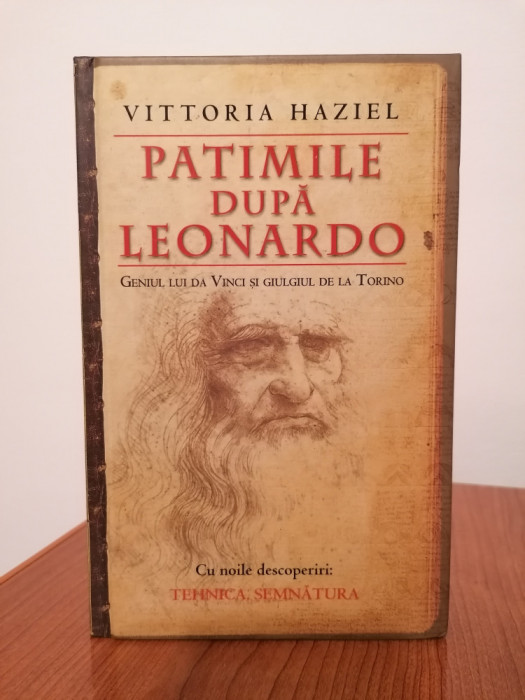 VITTORIA HAZIEL
PATIMILE
DUPĂ
LEONARDO
GENIUL LUI DA VINCI ȘI GIULGIUL DE LA TORINO
Cu noile descoperiri:
TEHNICA, SEMNĂTURA